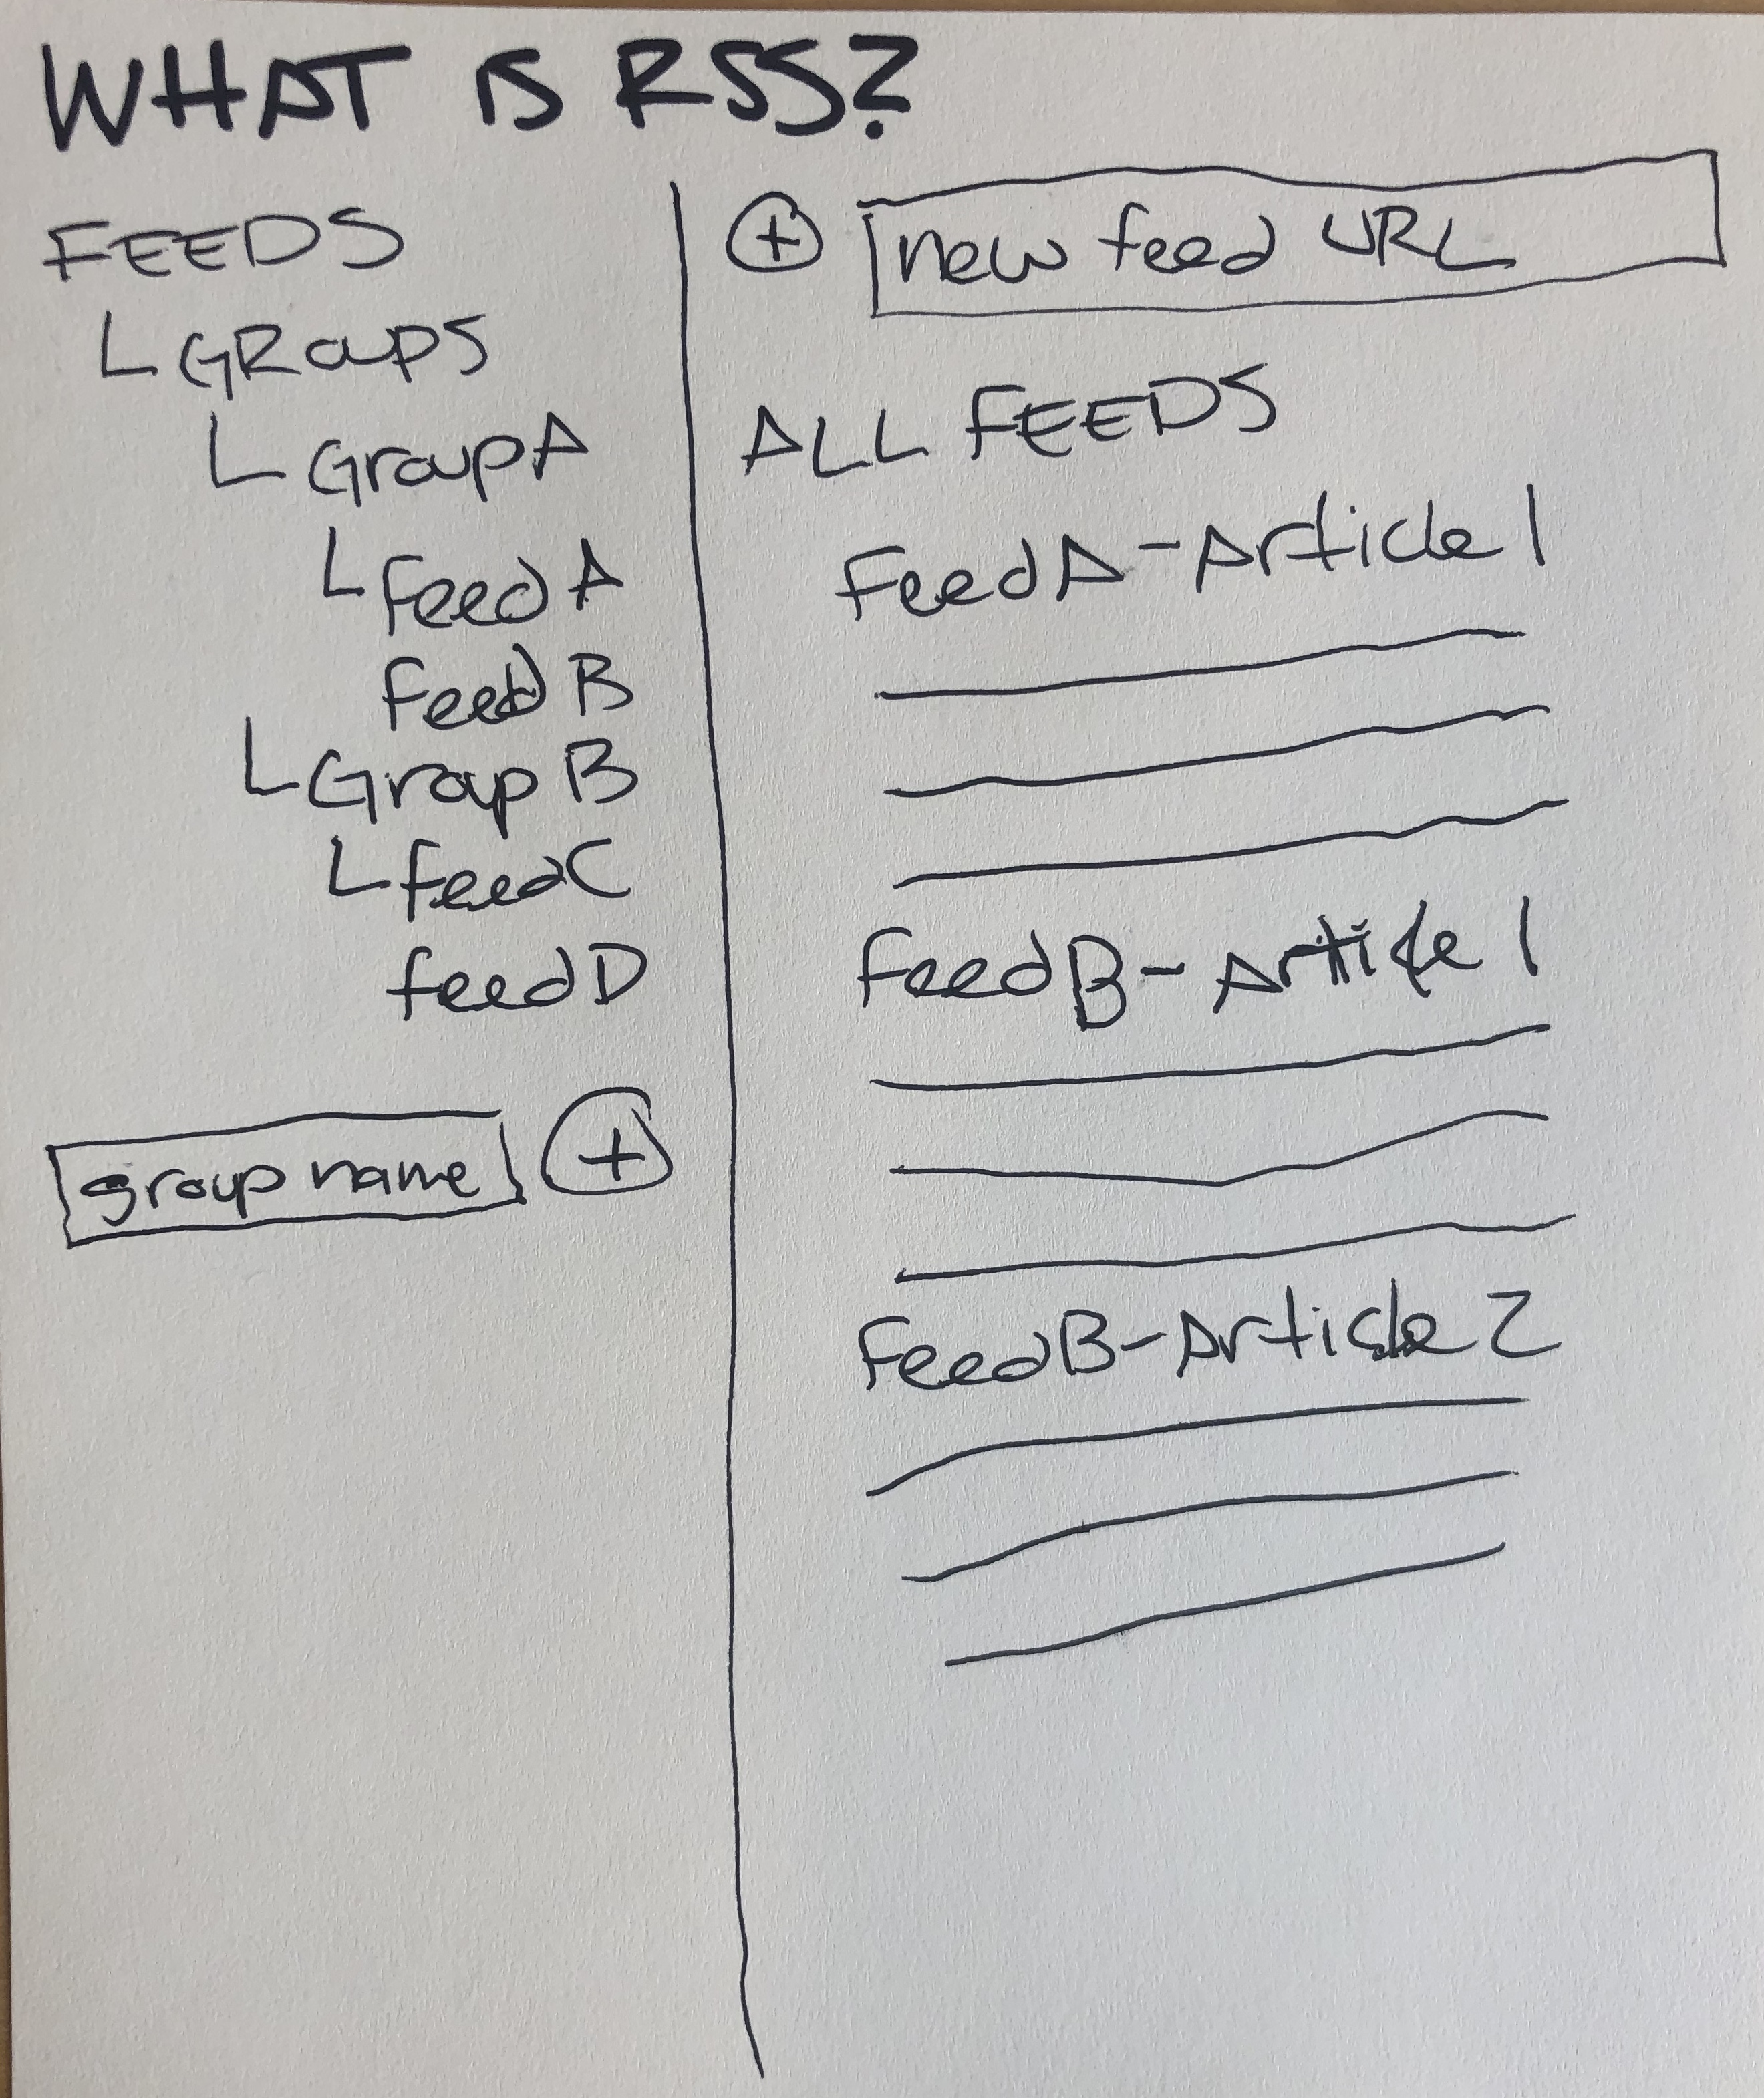 WHAT IS RSS?
FEEDS
GROUPS
Group A
feed A
feed B
Group B
feed C
feed D
group name +
+ new feed URL
ALL FEEDS
Feed A - Article 1
Feed B - Article 1
Feed B - Article 2